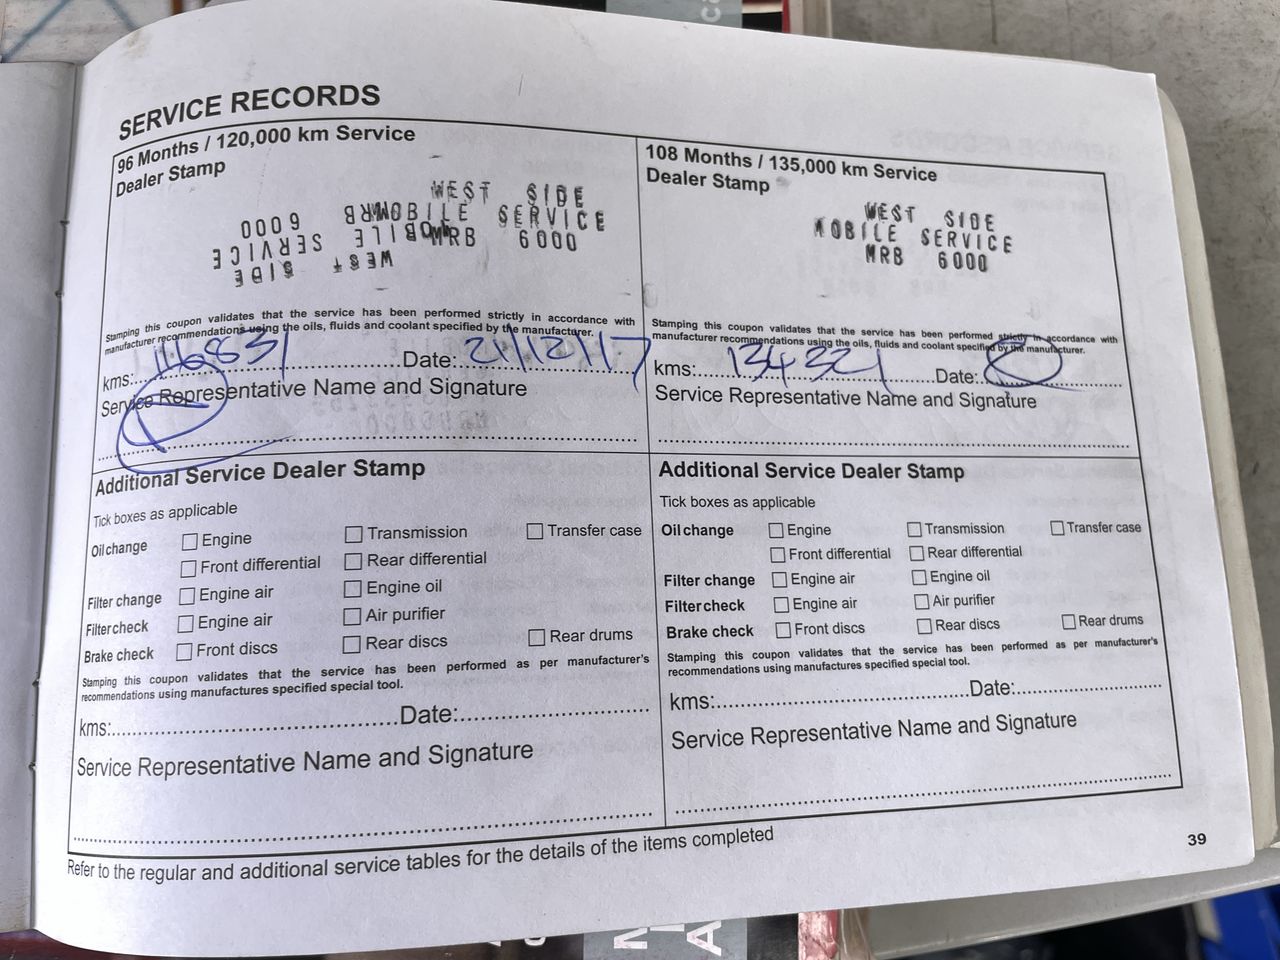 SERVICE RECORDS
96 Months / 120,000 km Service
Dealer Stamp
WEST SIDE
MOBILE SERVICE
MRB 6000
WEST SIDE
MOBILE SERVICE
MRB 6000
Stamping this coupon validates that the service has been performed strictly in accordance with
manufacturer recommendations using the oils, fluids and coolant specified by the manufacturer.
kms: 116831 Date: 21/12/17
Service Representative Name and Signature
Additional Service Dealer Stamp
Tick boxes as applicable
Oil change Engine Transmission Transfer case
Front differential Rear differential
Filter change Engine air Engine oil
Filter check Engine air Air purifier
Brake check Front discs Rear discs Rear drums
Stamping this coupon validates that the service has been performed as per manufacturer's
recommendations using manufactures specified special tool.
kms: Date:
Service Representative Name and Signature
108 Months / 135,000 km Service
Dealer Stamp
WEST SIDE
MOBILE SERVICE
MRB 6000
Stamping this coupon validates that the service has been performed strictly in accordance with
manufacturer recommendations using the oils, fluids and coolant specified by the manufacturer.
kms: 134321 Date:
Service Representative Name and Signature
Additional Service Dealer Stamp
Tick boxes as applicable
Oil change Engine Transmission Transfer case
Front differential Rear differential
Filter change Engine air Engine oil
Filter check Engine air Air purifier
Brake check Front discs Rear discs Rear drums
Stamping this coupon validates that the service has been performed as per manufacturer's
recommendations using manufactures specified special tool.
kms: Date:
Service Representative Name and Signature
Refer to the regular and additional service tables for the details of the items completed
39